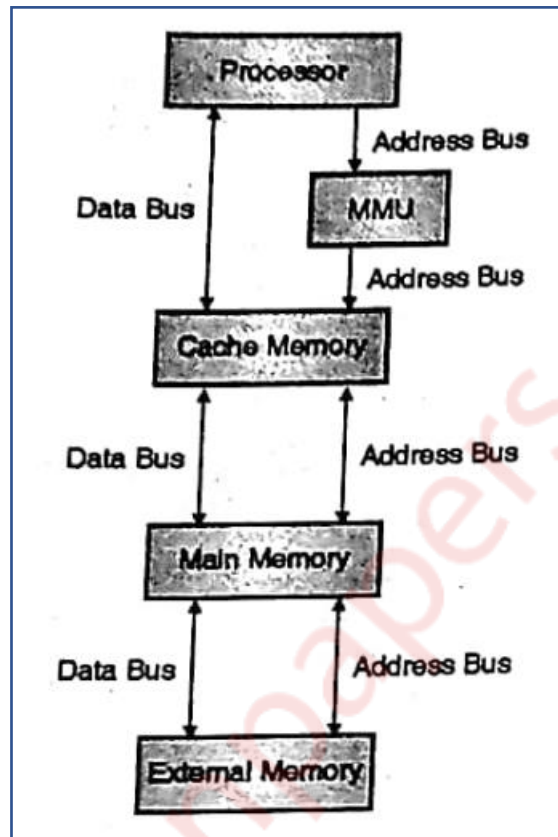 Processor
Address Bus
Data Bus
MMU
Address Bus
Cache Memory
Data Bus
Address Bus
Main Memory
Data Bus
Address Bus
External Memory
papers